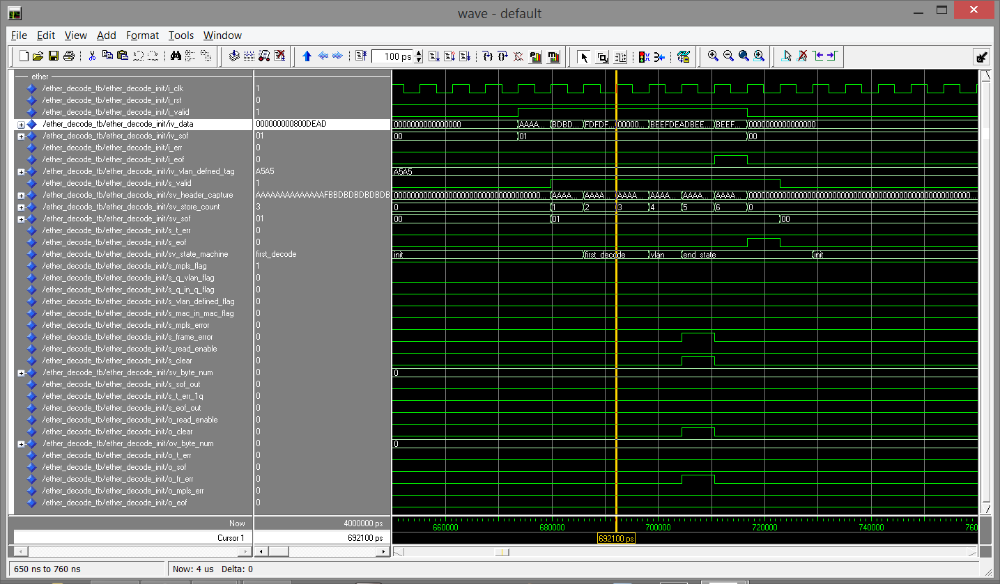 wave - default
File Edit View Add Format Tools Window
100 ps
ether
/ether_decode_tb/ether_decode_init/i_clk 1
/ether_decode_tb/ether_decode_init/i_rst 0
/ether_decode_tb/ether_decode_init/i_valid 1
/ether_decode_tb/ether_decode_init/iv_data 000000000800DEAD 0000000000000000 AAAA... BDBD... FDFDF... 00000... BEEFDEADBEE... BEEF... 0000000000000000
/ether_decode_tb/ether_decode_init/iv_sof 01 00 01 00
/ether_decode_tb/ether_decode_init/i_err 0
/ether_decode_tb/ether_decode_init/i_eof 0
/ether_decode_tb/ether_decode_init/iv_vlan_defned_tag A5A5 A5A5
/ether_decode_tb/ether_decode_init/s_valid 1
/ether_decode_tb/ether_decode_init/sv_header_capture AAAA... AAAA... AAAA... AAAA... AAAA... AAAA...
/ether_decode_tb/ether_decode_init/sv_store_count 3 0 1 2 3 4 5 6 0
/ether_decode_tb/ether_decode_init/sv_sof 01 00 01 00
/ether_decode_tb/ether_decode_init/s_t_err 0
/ether_decode_tb/ether_decode_init/s_eof 0
/ether_decode_tb/ether_decode_init/sv_state_machine first_decode init first_decode vlan end_state init
/ether_decode_tb/ether_decode_init/s_mpls_flag 1
/ether_decode_tb/ether_decode_init/s_q_vlan_flag 0
/ether_decode_tb/ether_decode_init/s_q_in_q_flag 0
/ether_decode_tb/ether_decode_init/s_vlan_defined_flag 0
/ether_decode_tb/ether_decode_init/s_mac_in_mac_flag 0
/ether_decode_tb/ether_decode_init/s_mpls_error 0
/ether_decode_tb/ether_decode_init/s_frame_error 0
/ether_decode_tb/ether_decode_init/s_read_enable 0
/ether_decode_tb/ether_decode_init/s_clear 0
/ether_decode_tb/ether_decode_init/sv_byte_num 0 0
/ether_decode_tb/ether_decode_init/s_sof_out 0
/ether_decode_tb/ether_decode_init/s_t_err_1q 0
/ether_decode_tb/ether_decode_init/s_eof_out 0
/ether_decode_tb/ether_decode_init/o_read_enable 0
/ether_decode_tb/ether_decode_init/o_clear 0
/ether_decode_tb/ether_decode_init/ov_byte_num 0 0
/ether_decode_tb/ether_decode_init/o_t_err 0
/ether_decode_tb/ether_decode_init/o_sof 0
/ether_decode_tb/ether_decode_init/o_fr_err 0
/ether_decode_tb/ether_decode_init/o_mpls_err 0
/ether_decode_tb/ether_decode_init/o_eof 0
Now 4000000 ps 660000 680000 700000 720000 740000 760
Cursor 1 692100 ps 692100 ps
650 ns to 760 ns Now: 4 us Delta: 0